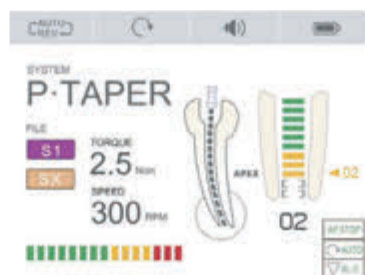 AUTO
REV
SYSTEM
P·TAPER
FILE
S1
SX
TORQUE
2.5 Ncm
SPEED
300 RPM
APEX
02
02
AP.STOP
AUTO